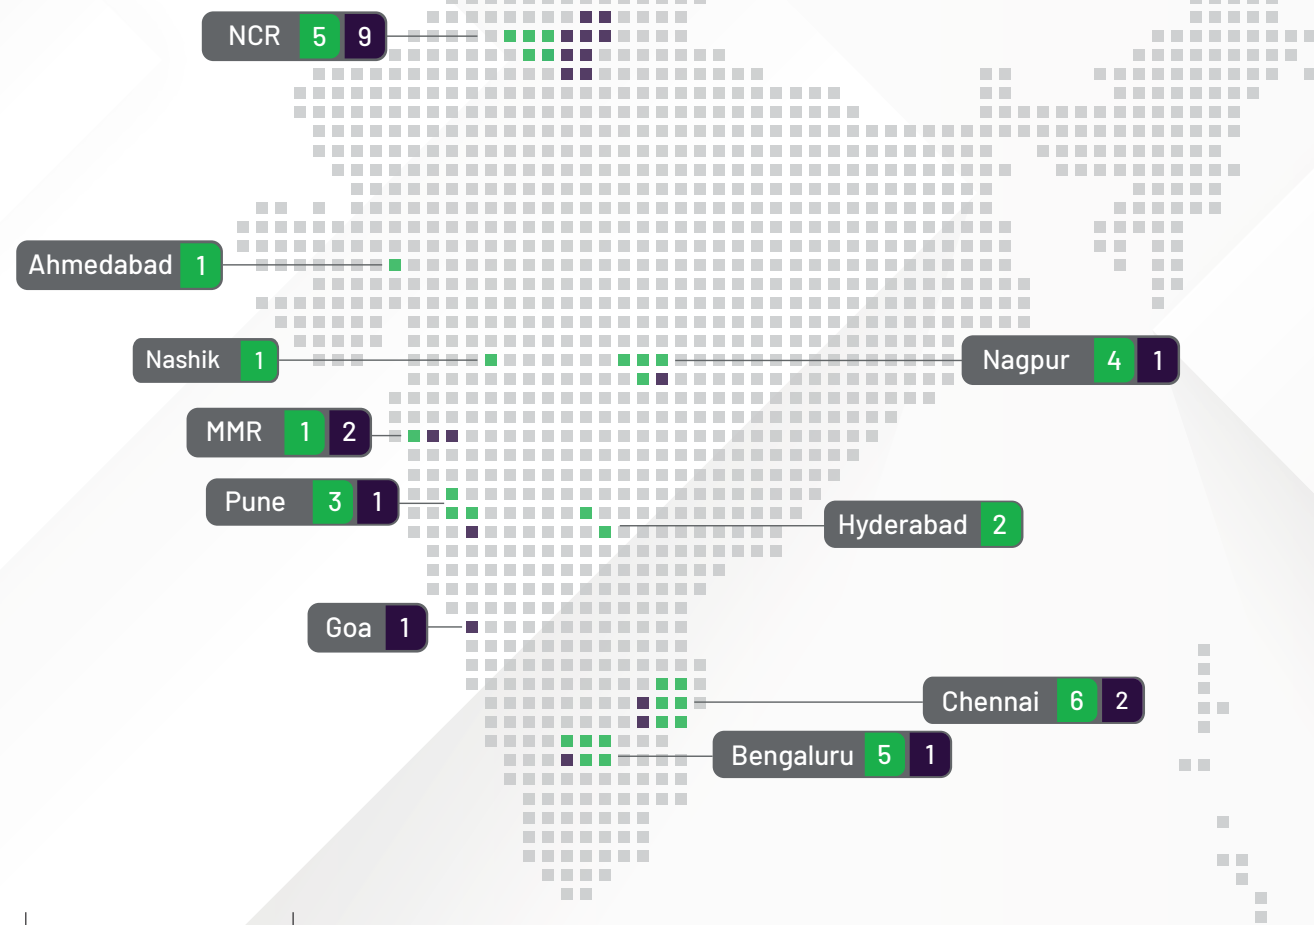 NCR 5 9
Ahmedabad 1
Nashik 1
Nagpur 4 1
MMR 1 2
Pune 3 1
Hyderabad 2
Goa 1
Chennai 6 2
Bengaluru 5 1